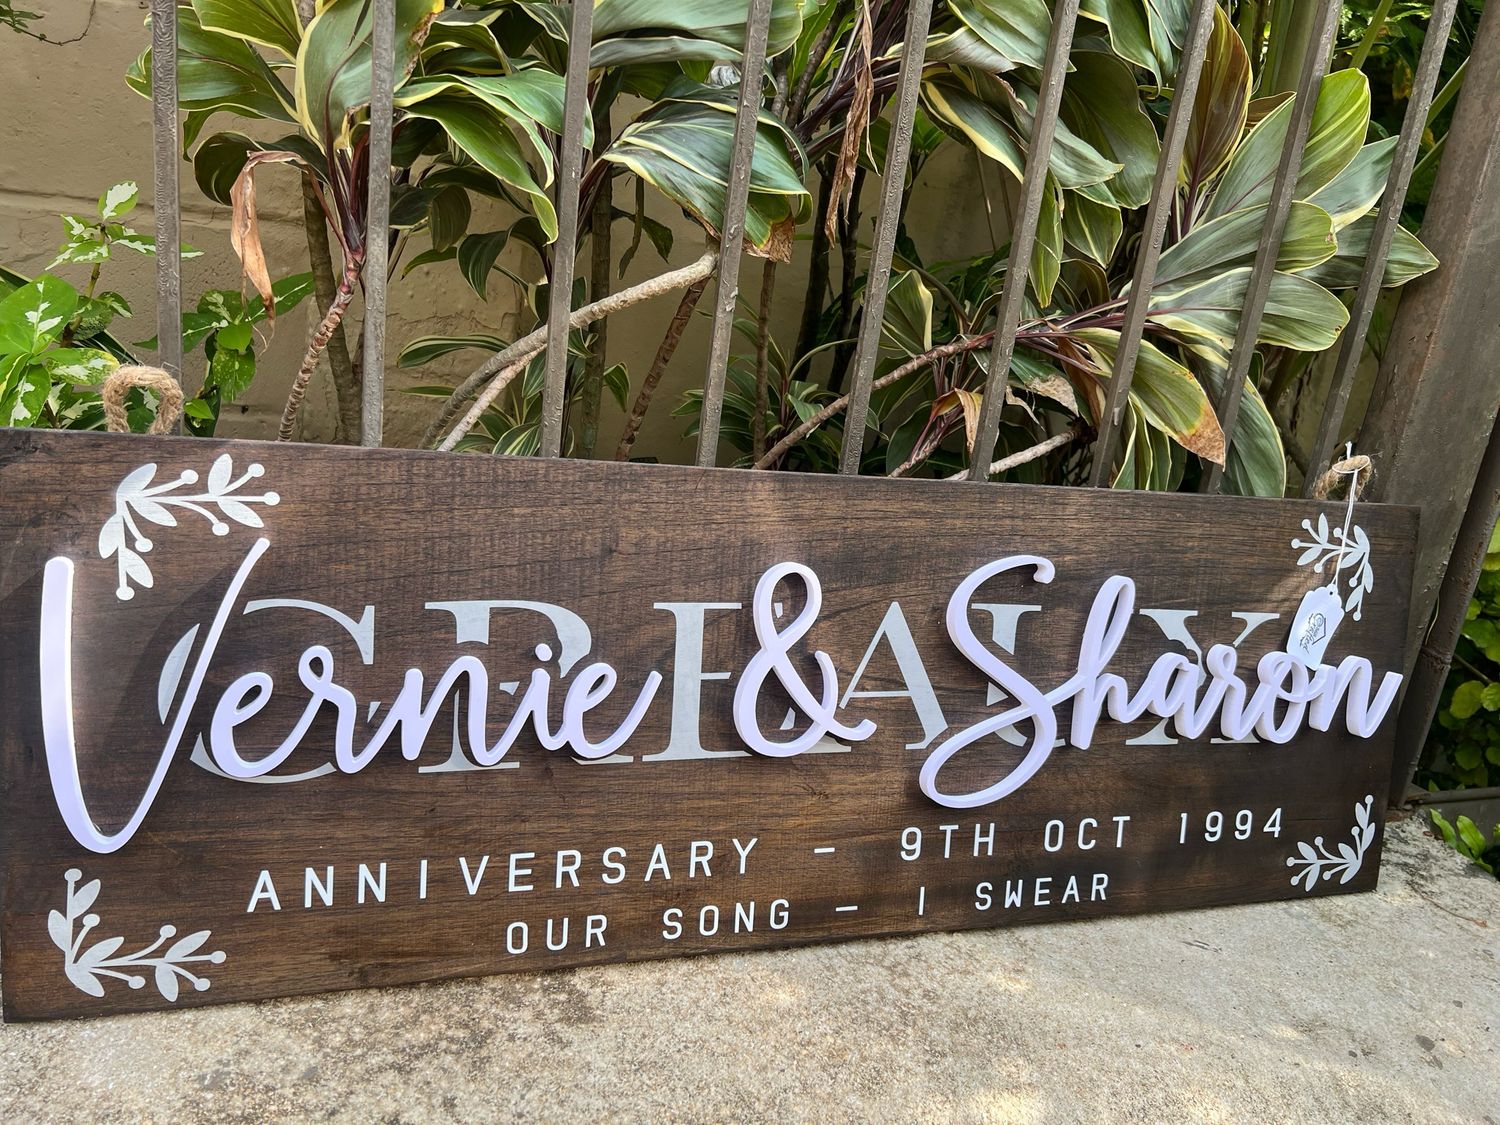 Vernie & Sharon
ANNIVERSARY - 9TH OCT 1994
OUR SONG - I SWEAR